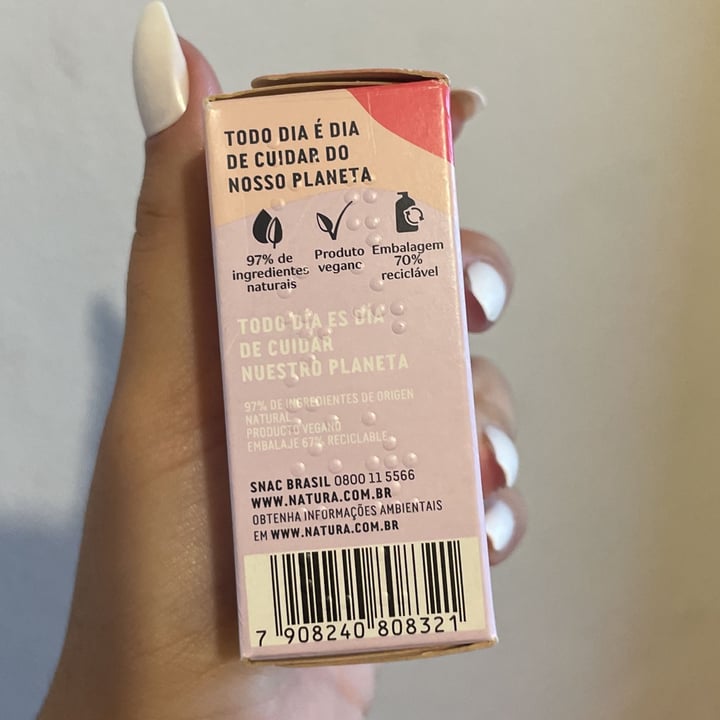 TODO DIA É DIA
DE CUIDAR DO
NOSSO PLANETA
97% de
ingredientes
naturais
Produto
vegano
Embalagem
70%
reciclável
TODO DÍA ES DÍA
DE CUIDAR
NUESTRO PLANETA
97% DE INGREDIENTES DE ORIGEN
NATURAL
PRODUCTO VEGANO
EMBALAJE 67% RECICLABLE
SNAC BRASIL 0800 11 5566
WWW.NATURA.COM.BR
OBTENHA INFORMAÇÕES AMBIENTAIS
EM WWW.NATURA.COM.BR
7 908240 808321